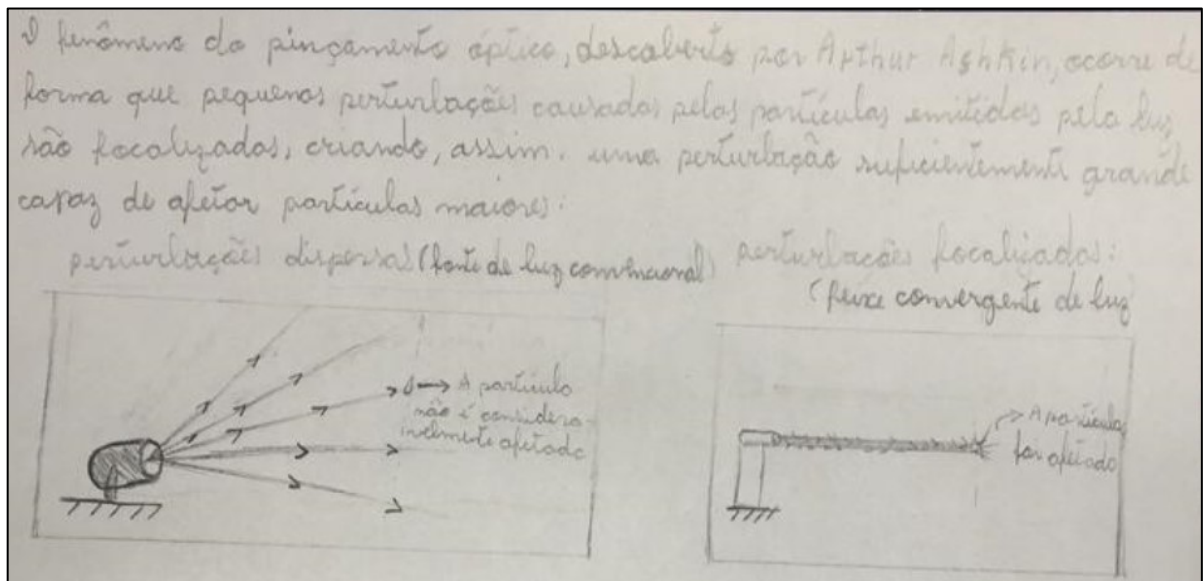 O fenômeno do pinçamento óptico, descoberto por Arthur Ashkin, ocorre de
forma que pequenas perturbações causadas pelas partículas emitidas pela luz
são focalizadas, criando, assim, uma perturbação suficientemente grande
capaz de afetar partículas maiores:
perturbações dispersas (fonte de luz convencional)
perturbações focalizadas:
(feixe convergente de luz
A partícula
não é considera-
velmente afetada
A partícula
foi afetada